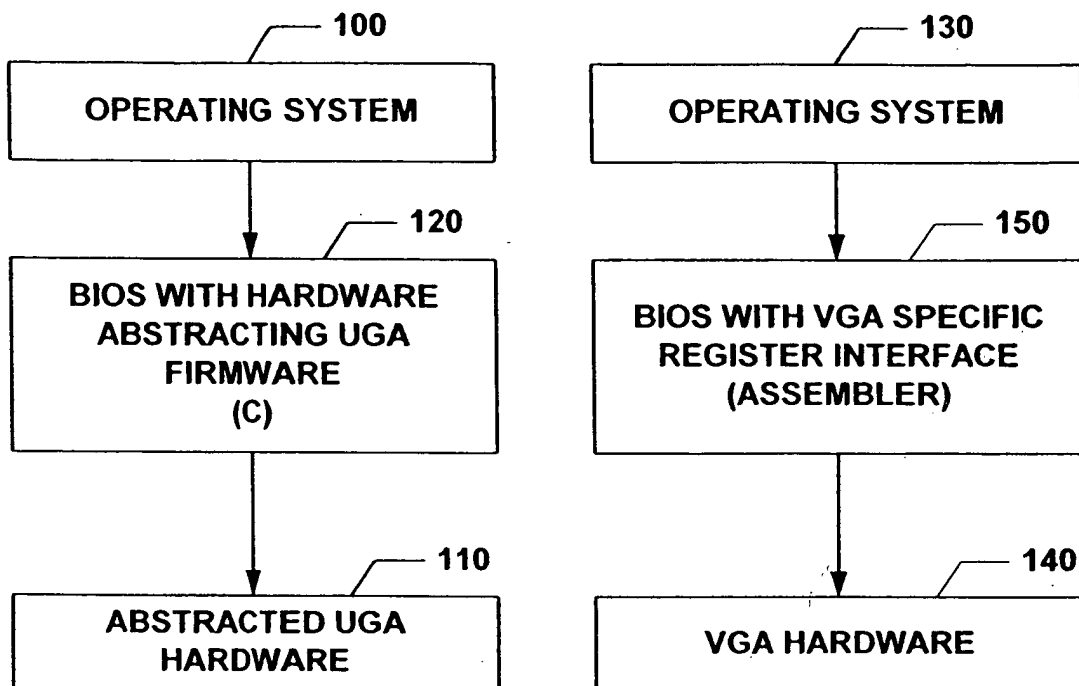 100
OPERATING SYSTEM
120
BIOS WITH HARDWARE
ABSTRACTING UGA
FIRMWARE
(C)
110
ABSTRACTED UGA
HARDWARE
130
OPERATING SYSTEM
150
BIOS WITH VGA SPECIFIC
REGISTER INTERFACE
(ASSEMBLER)
140
VGA HARDWARE